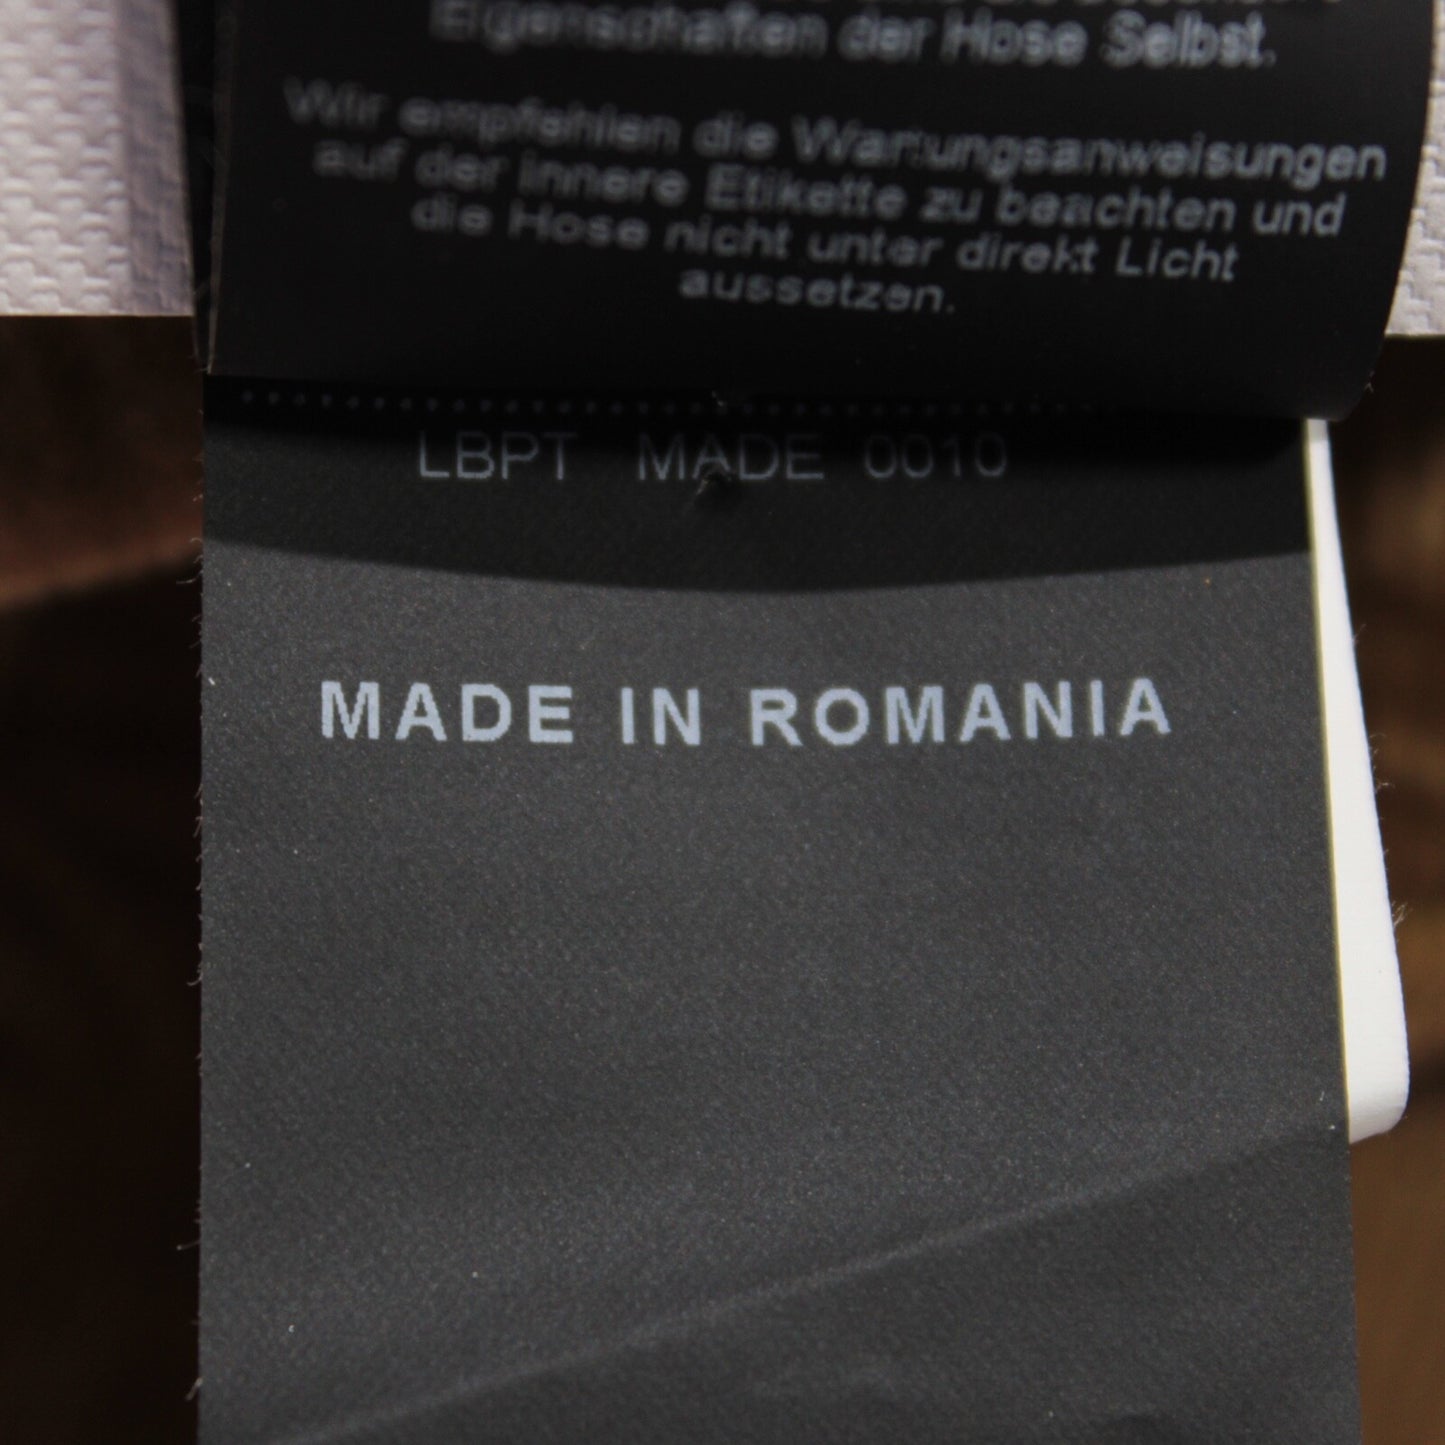 Eigenschaften der Hose Selbst.
Wir empfehlen die Wartungsanweisungen
auf der innere Etikette zu beachten und
die Hose nicht unter direkt Licht
aussetzen.
LBPT MADE 0010
MADE IN ROMANIA